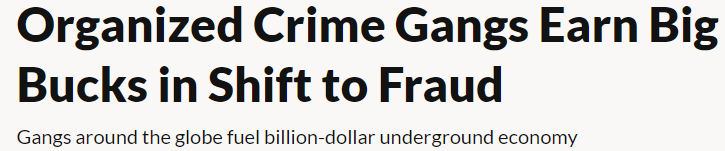 Organized Crime Gangs Earn Big
Bucks in Shift to Fraud
Gangs around the globe fuel billion-dollar underground economy